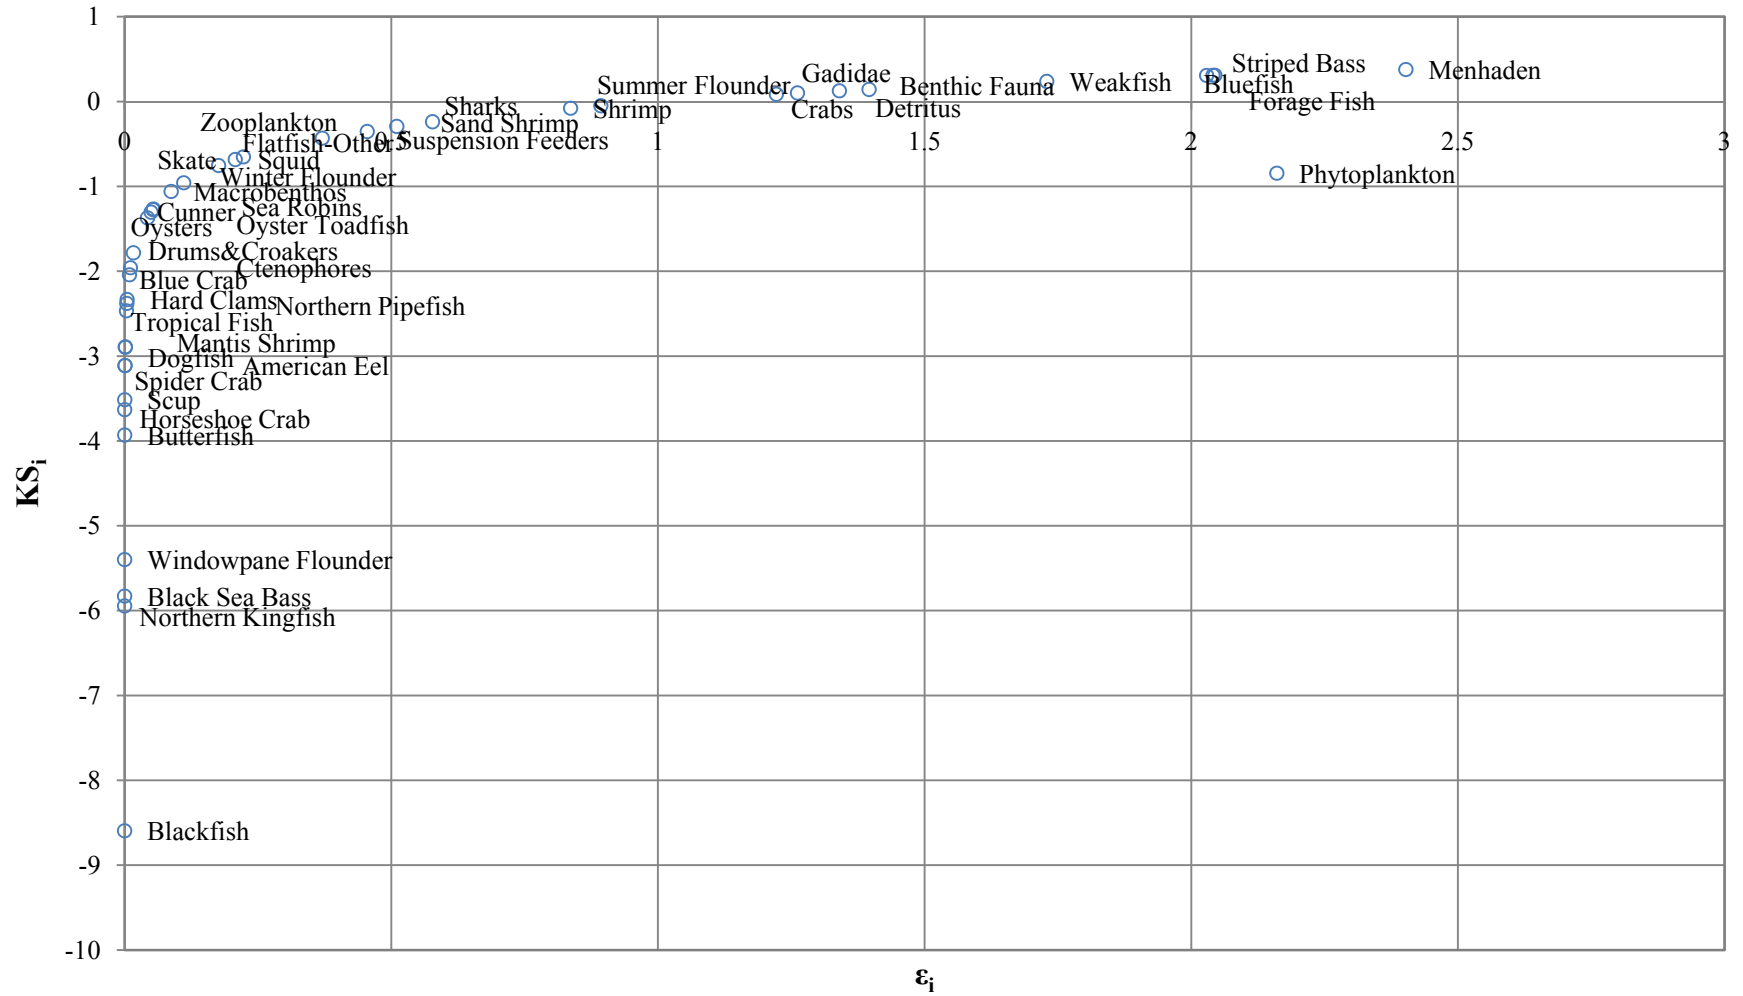 1
Striped Bass
Menhaden
Gadidae
Summer Flounder
Benthic Fauna
Weakfish
Bluefish
0
Sharks
Shrimp
Crabs
Detritus
Forage Fish
Zooplankton
Sand Shrimp
0
Flatfish-Other
0.5
Suspension Feeders
1
1.5
2
2.5
3
Skate
Squid
Winter Flounder
Phytoplankton
-1
Macrobenthos
Cunner
Sea Robins
Oysters
Oyster Toadfish
Drums&Croakers
-2
Ctenophores
Blue Crab
Hard Clams
Northern Pipefish
Tropical Fish
Mantis Shrimp
-3
Dogfish
American Eel
Spider Crab
Scup
Horseshoe Crab
-4
Butterfish
KSi
-5
Windowpane Flounder
Black Sea Bass
-6
Northern Kingfish
-7
-8
Blackfish
-9
-10
εi